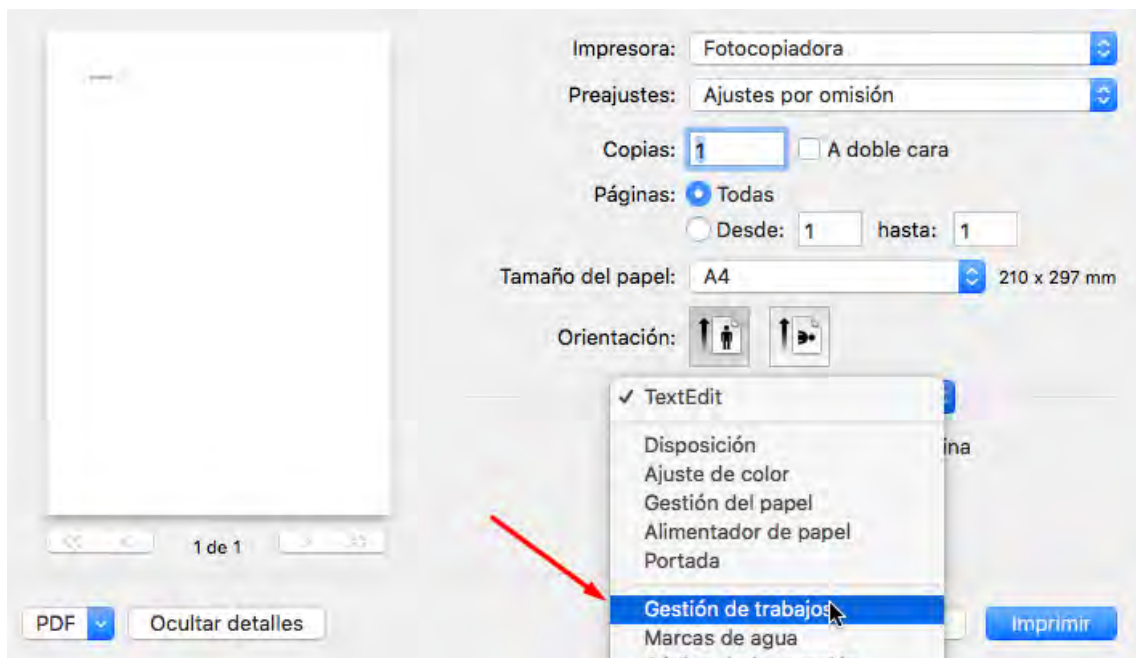 Impresora: Fotocopiadora
Preajustes: Ajustes por omisión
Copias: 1 A doble cara
Páginas: Todas
Desde: 1 hasta: 1
Tamaño del papel: A4 210 x 297 mm
Orientación:
✓ TextEdit
Disposición
Ajuste de color
Gestión del papel
Alimentador de papel
Portada
1 de 1
Gestión de trabajos
Marcas de agua
PDF Ocultar detalles Imprimir